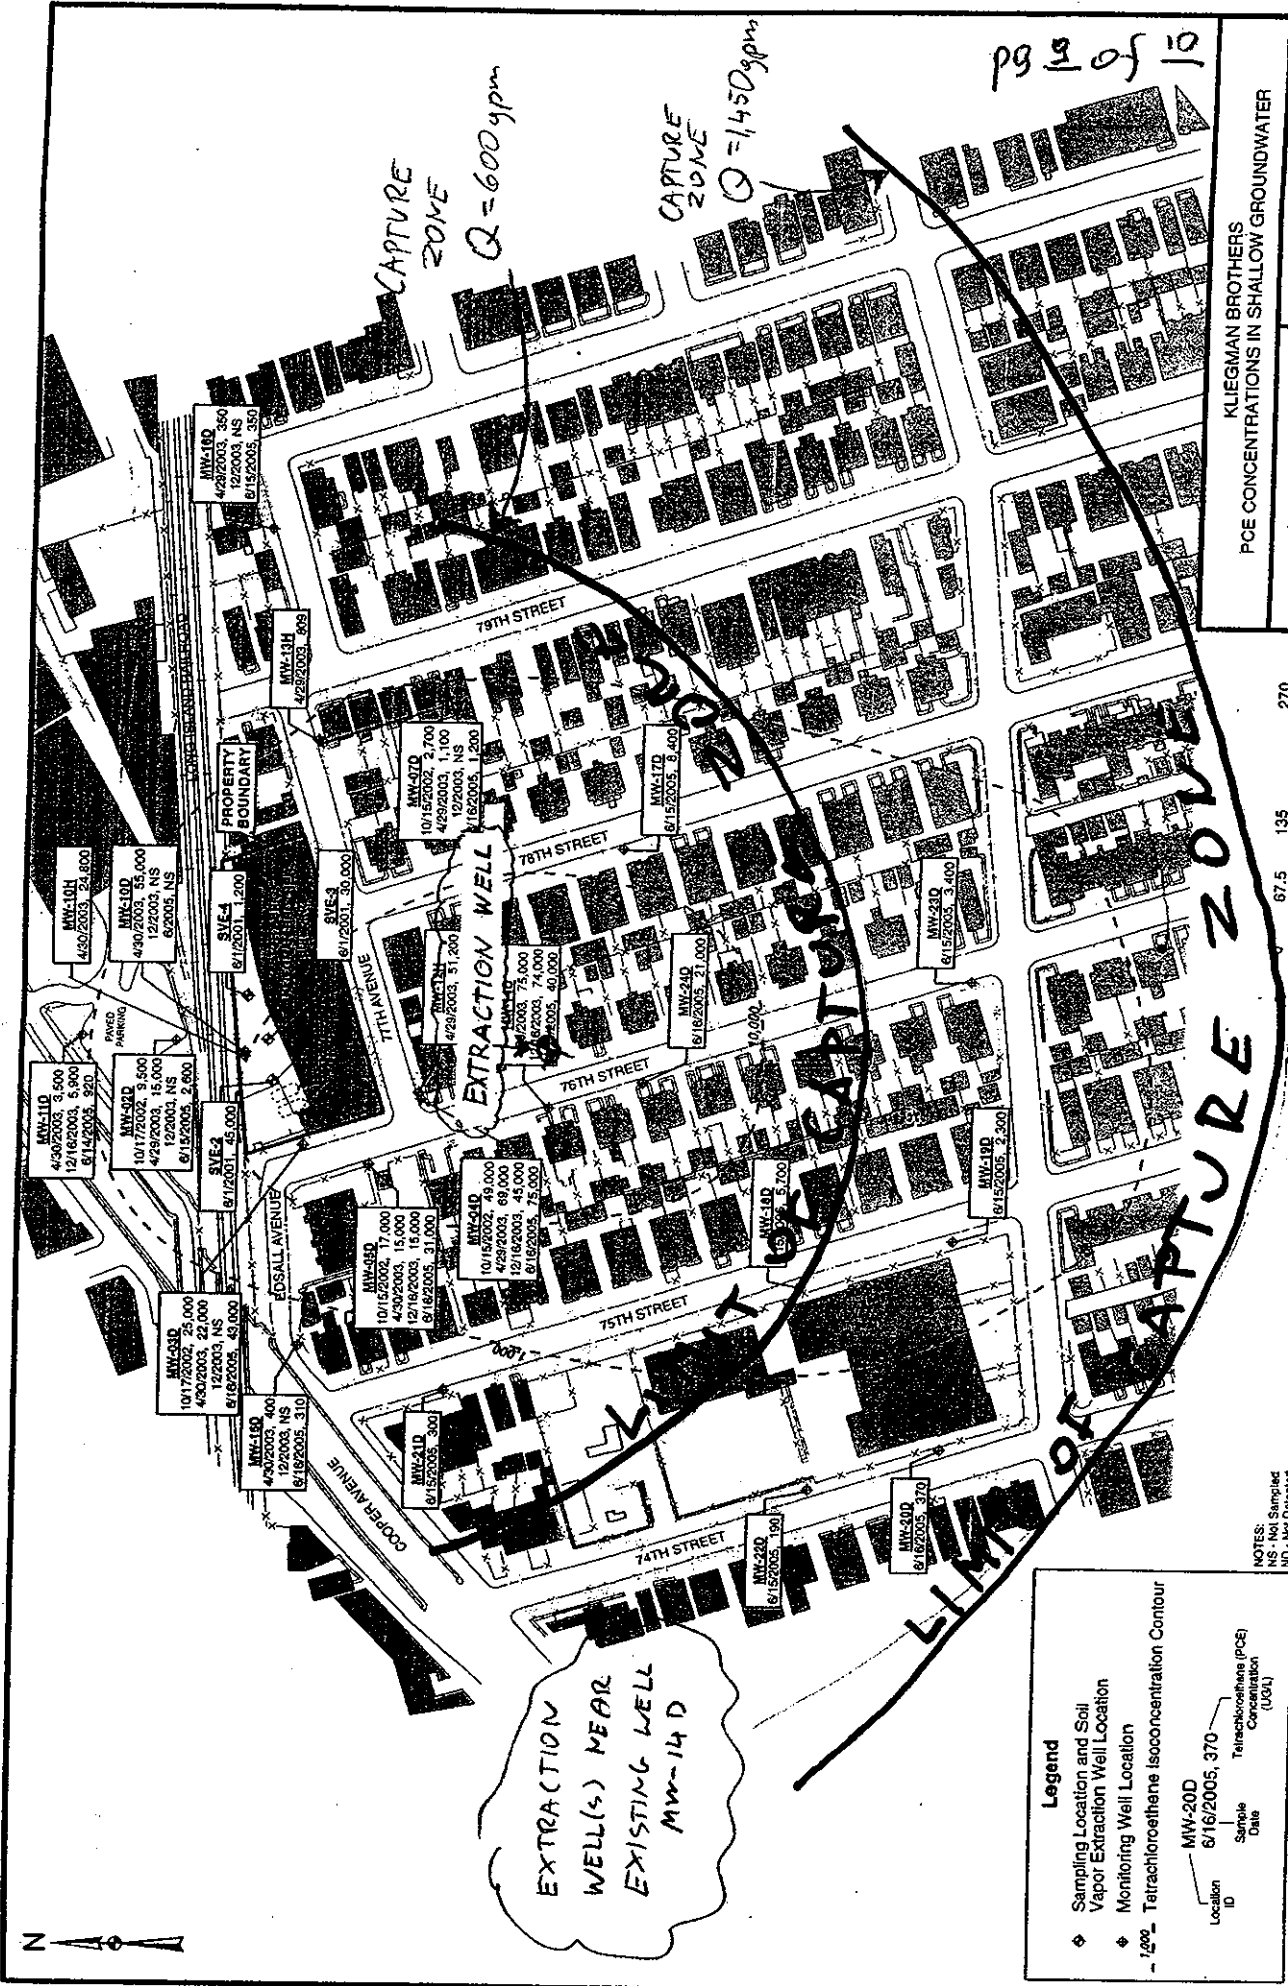 pg 9 of 10
N
CAPTURE
ZONE
Q = 600 gpm
CAPTURE
ZONE
Q = 1,450 gpm
MW-11D
4/30/2003, 3,500
12/16/2003, 5,900
6/14/2005, 920
PAVED
PARKING
MW-10H
4/30/2003, 24,800
MW-10D
4/30/2003, 55,000
12/2003, NS
6/2005, NS
MW-02D
10/17/2002, 9,500
4/29/2003, 15,000
12/2003, NS
6/15/2005, 2,600
MW-03D
10/17/2002, 25,000
4/30/2003, 22,000
12/2003, NS
6/16/2005, 43,000
SVE-2
6/1/2001, 45,000
SVE-4
6/1/2001, 1,200
SVE-3
6/1/2001, 30,000
PROPERTY
BOUNDARY
MW-13H
4/29/2003, 809
MW-16D
4/29/2003, 350
12/2003, NS
6/15/2005, 350
4/30/2003, 400
12/2003, NS
6/16/2005, 310
EDSALL AVENUE
COOPER AVENUE
77TH AVENUE
MW-05D
10/15/2002, 17,000
4/30/2003, 15,000
12/16/2003, 15,000
6/16/2005, 31,000
10/15/2002, 49,000
4/29/2003, 69,000
12/16/2003, 45,000
6/16/2005, 75,000
4/29/2003, 51,200
EXTRACTION WELL
MW-07D
10/15/2002, 2,700
4/29/2003, 1,100
12/2003, NS
1,200
MW-21D
6/15/2005, 300
1,000
10,000
MW-17D
6/15/2005, 8,400
MW-24D
6/16/2005, 21,000
MW-18D
5,700
MW-23D
6/15/2005, 3,400
MW-19D
6/15/2005, 2,300
MW-22D
6/15/2005, 190
MW-20D
6/16/2005, 370
74TH STREET
75TH STREET
76TH STREET
78TH STREET
79TH STREET
LIMIT OF CAPTURE ZONE
LIMIT OF CAPTURE ZONE
EXTRACTION
WELL(S) NEAR
EXISTING WELL
MW-14D
Legend
Sampling Location and Soil
Vapor Extraction Well Location
Monitoring Well Location
1,000 Tetrachloroethene Isoconcentration Contour
MW-20D
6/16/2005, 370
Location
ID
Sample
Date
Tetrachloroethene (PCE)
Concentration
(UG/L)
NOTES:
NS - Not Sampled
67.5 135 270
KLIEGMAN BROTHERS
PCE CONCENTRATIONS IN SHALLOW GROUNDWATER